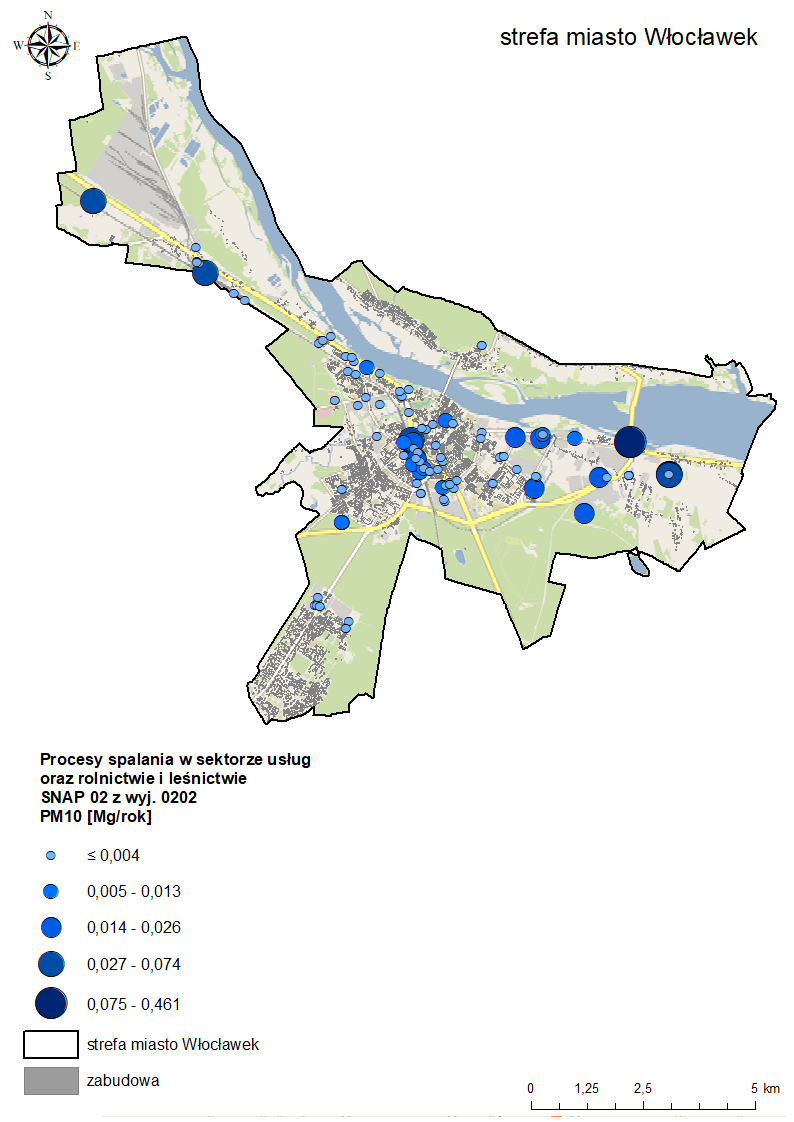 N
W E
S
strefa miasto Włocławek
Procesy spalania w sektorze usług
oraz rolnictwie i leśnictwie
SNAP 02 z wyj. 0202
PM10 [Mg/rok]
≤ 0,004
0,005 - 0,013
0,014 - 0,026
0,027 - 0,074
0,075 - 0,461
strefa miasto Włocławek
zabudowa
0 1,25 2,5 5 km